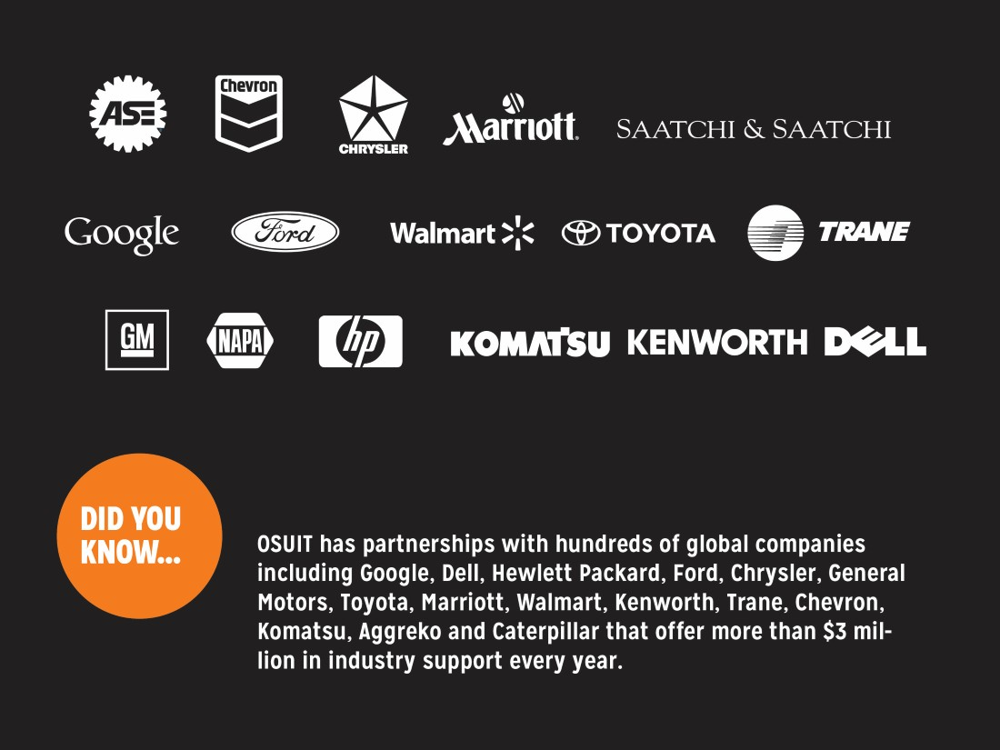 ASE Chevron CHRYSLER Marriott® SAATCHI & SAATCHI
Google Ford Walmart TOYOTA TRANE
GM NAPA hp KOMATSU KENWORTH DELL
DID YOU
KNOW...
OSUIT has partnerships with hundreds of global companies
including Google, Dell, Hewlett Packard, Ford, Chrysler, General
Motors, Toyota, Marriott, Walmart, Kenworth, Trane, Chevron,
Komatsu, Aggreko and Caterpillar that offer more than $3 mil-
lion in industry support every year.